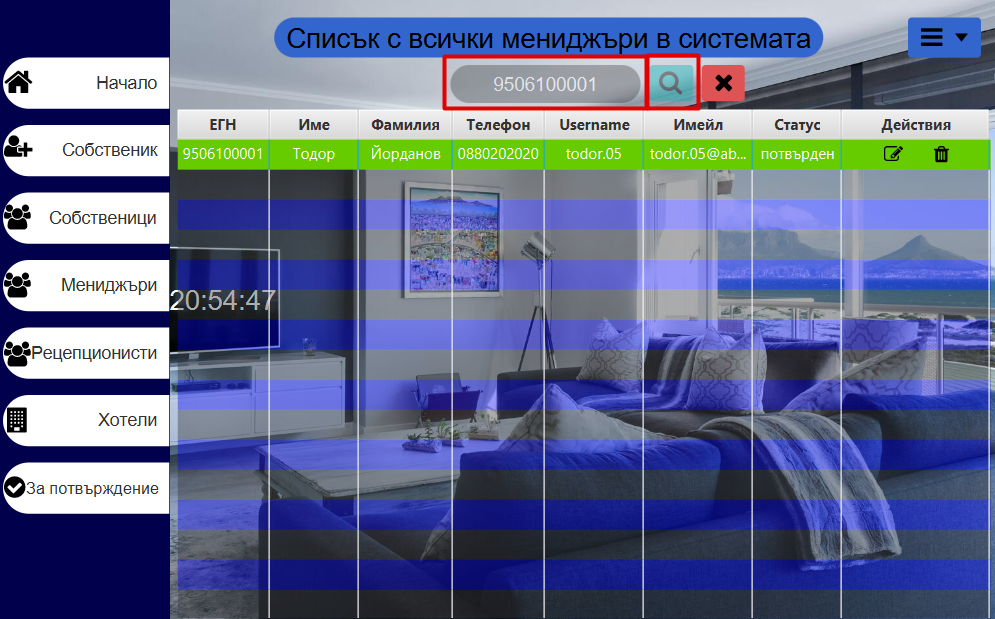 Списък с всички мениджъри в системата
9506100001
Начало
Собственик
Собственици
Мениджъри
Рецепционисти
Хотели
За потвърждение
ЕГН Име Фамилия Телефон Username Имейл Статус Действия
9506100001 Тодор Йорданов 0880202020 todor.05 todor.05@ab... потвърден
20:54:47